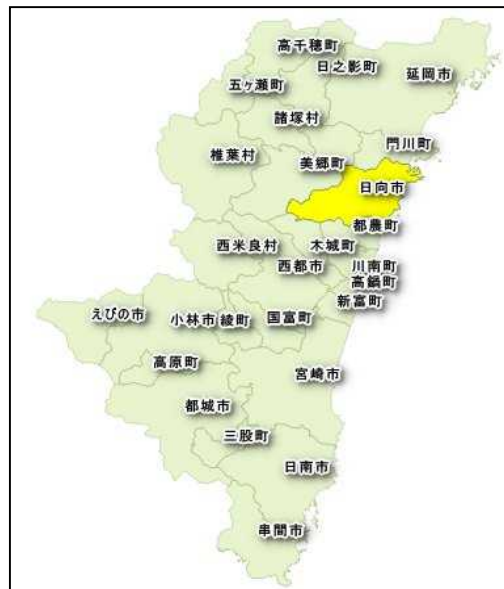 高千穂町
日之影町
延岡市
五ヶ瀬町
諸塚村
門川町
椎葉村
美郷町
日向市
都農町
西米良村
木城町
西都市
川南町
高鍋町
新富町
えびの市
小林市
綾町
国富町
高原町
宮崎市
都城市
三股町
日南市
串間市